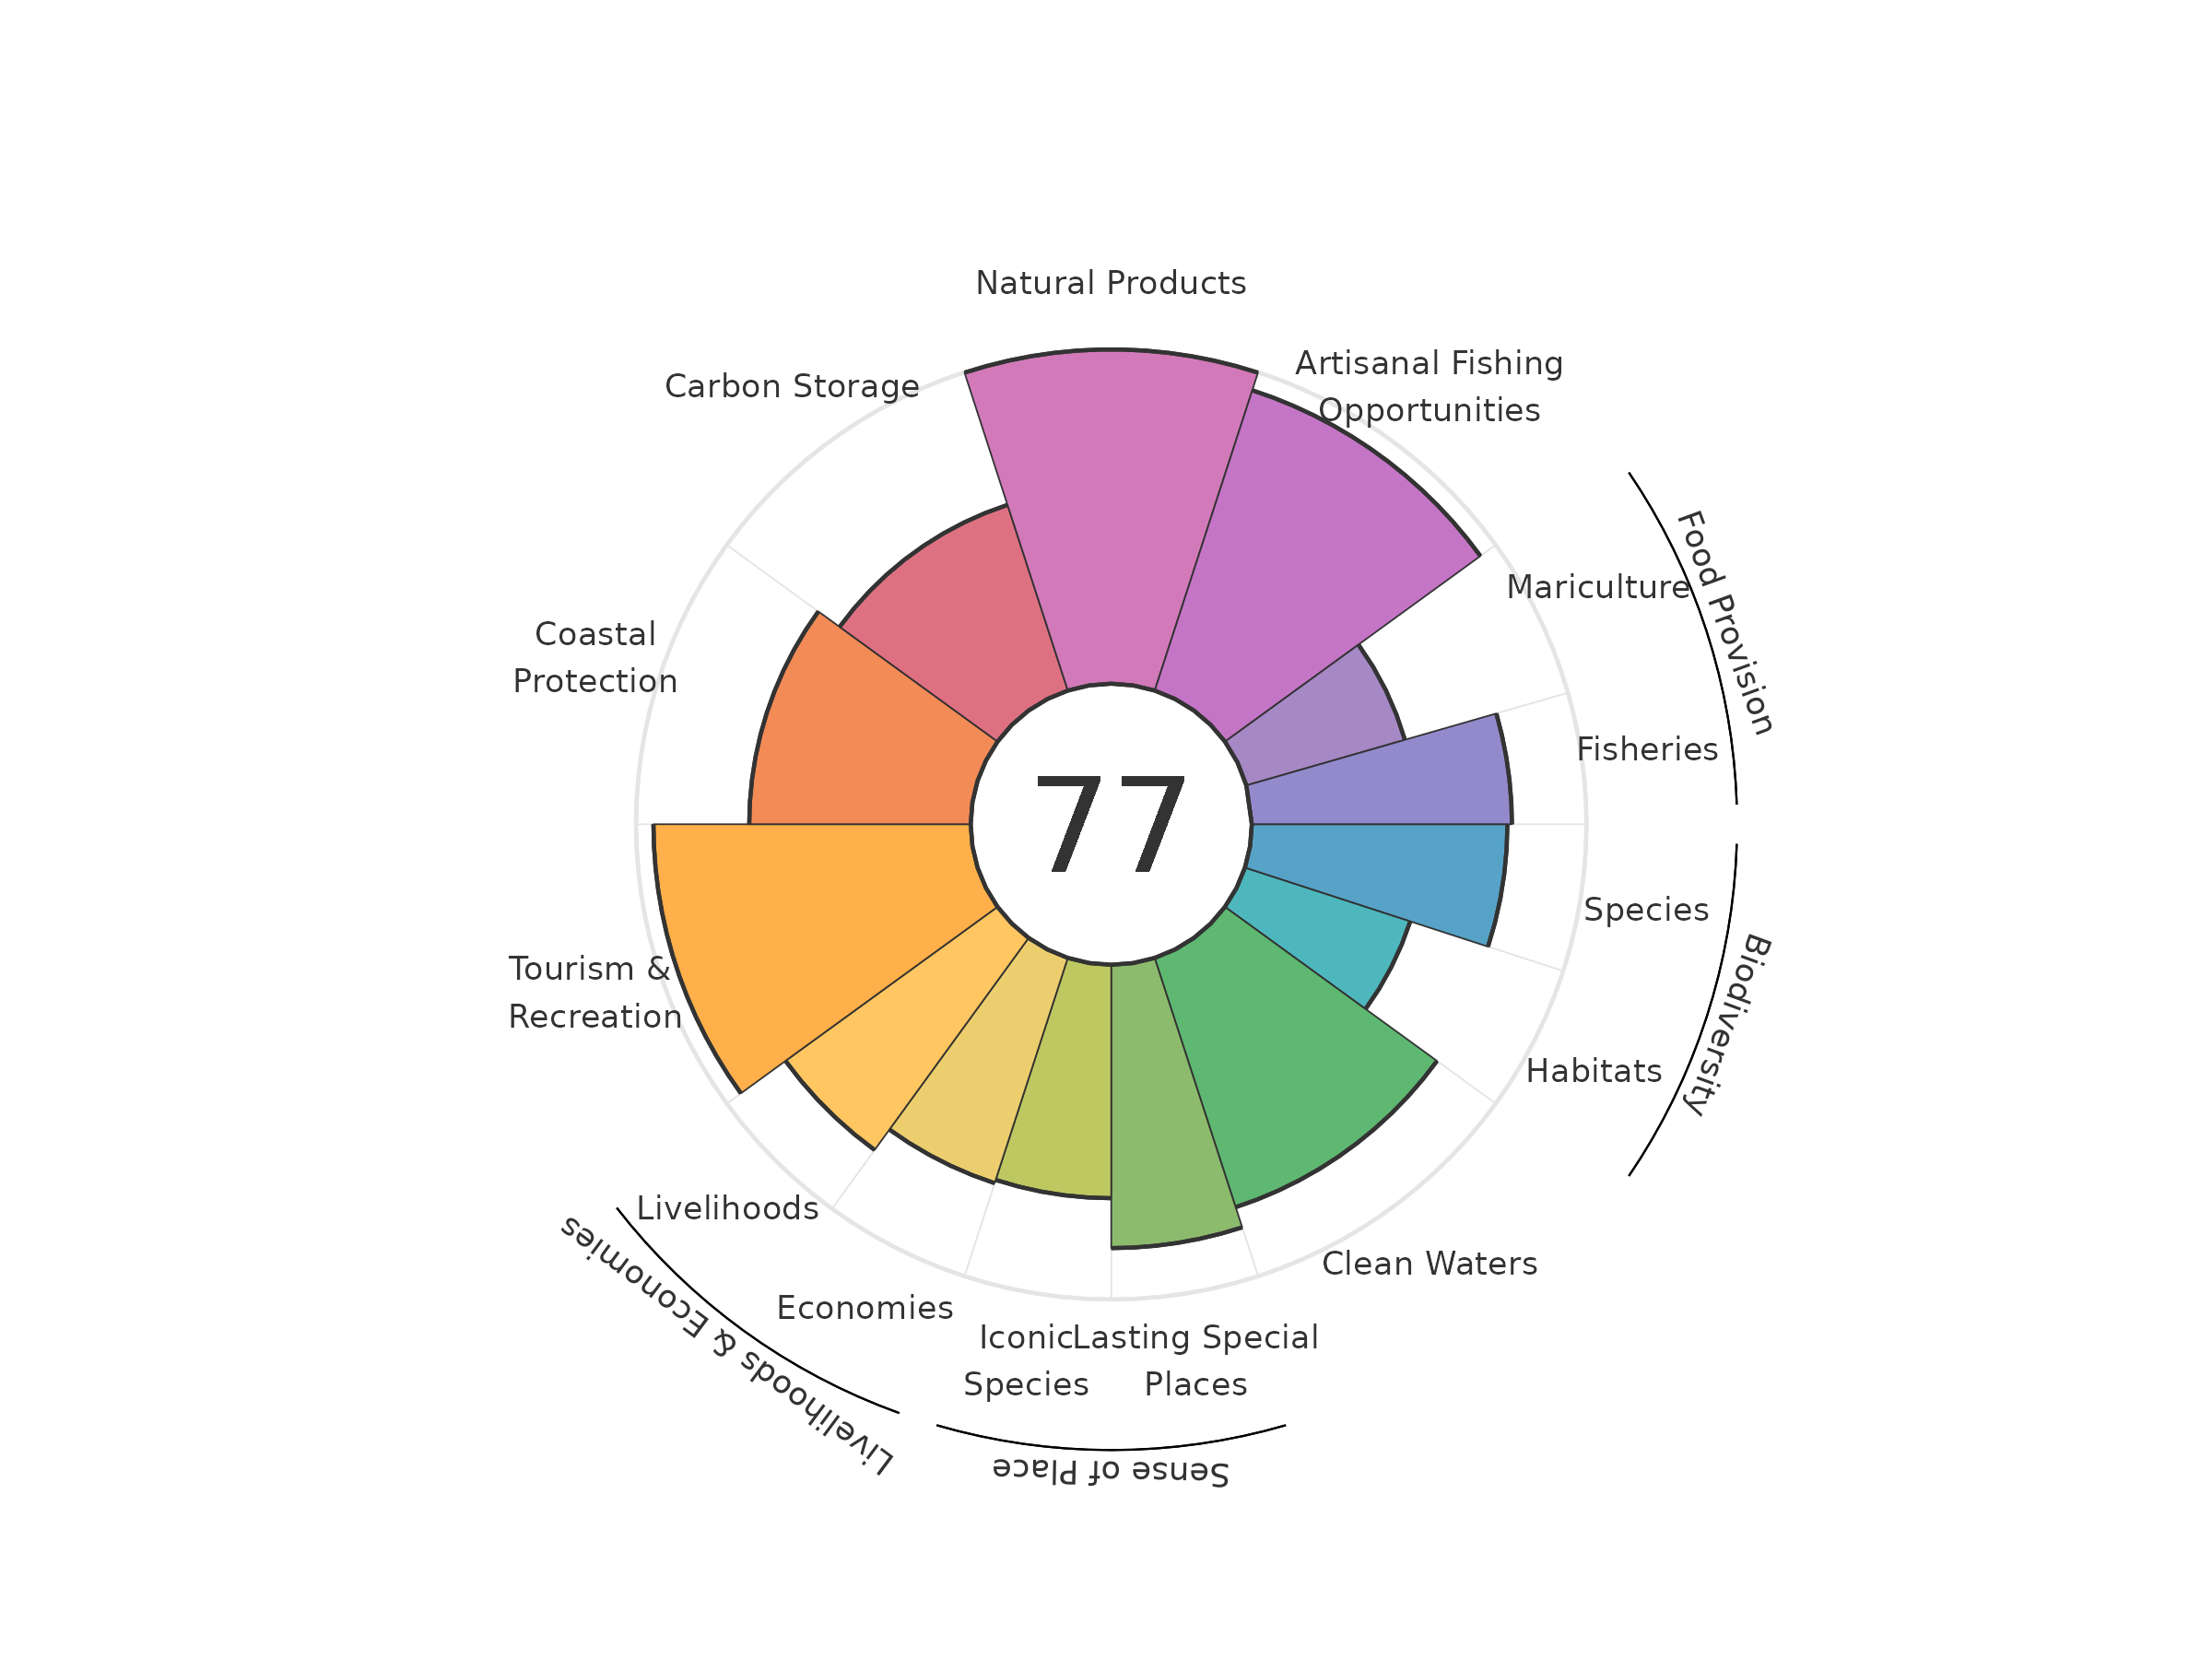 Natural Products
Artisanal Fishing
Opportunities
Carbon Storage
Food Provision
Mariculture
Coastal
Protection
Fisheries
77
Species
Biodiversity
Tourism &
Recreation
Habitats
Livelihoods
Livelihoods & Economies
Clean Waters
Economies
Iconic
Species
Lasting Special
Places
Sense of Place